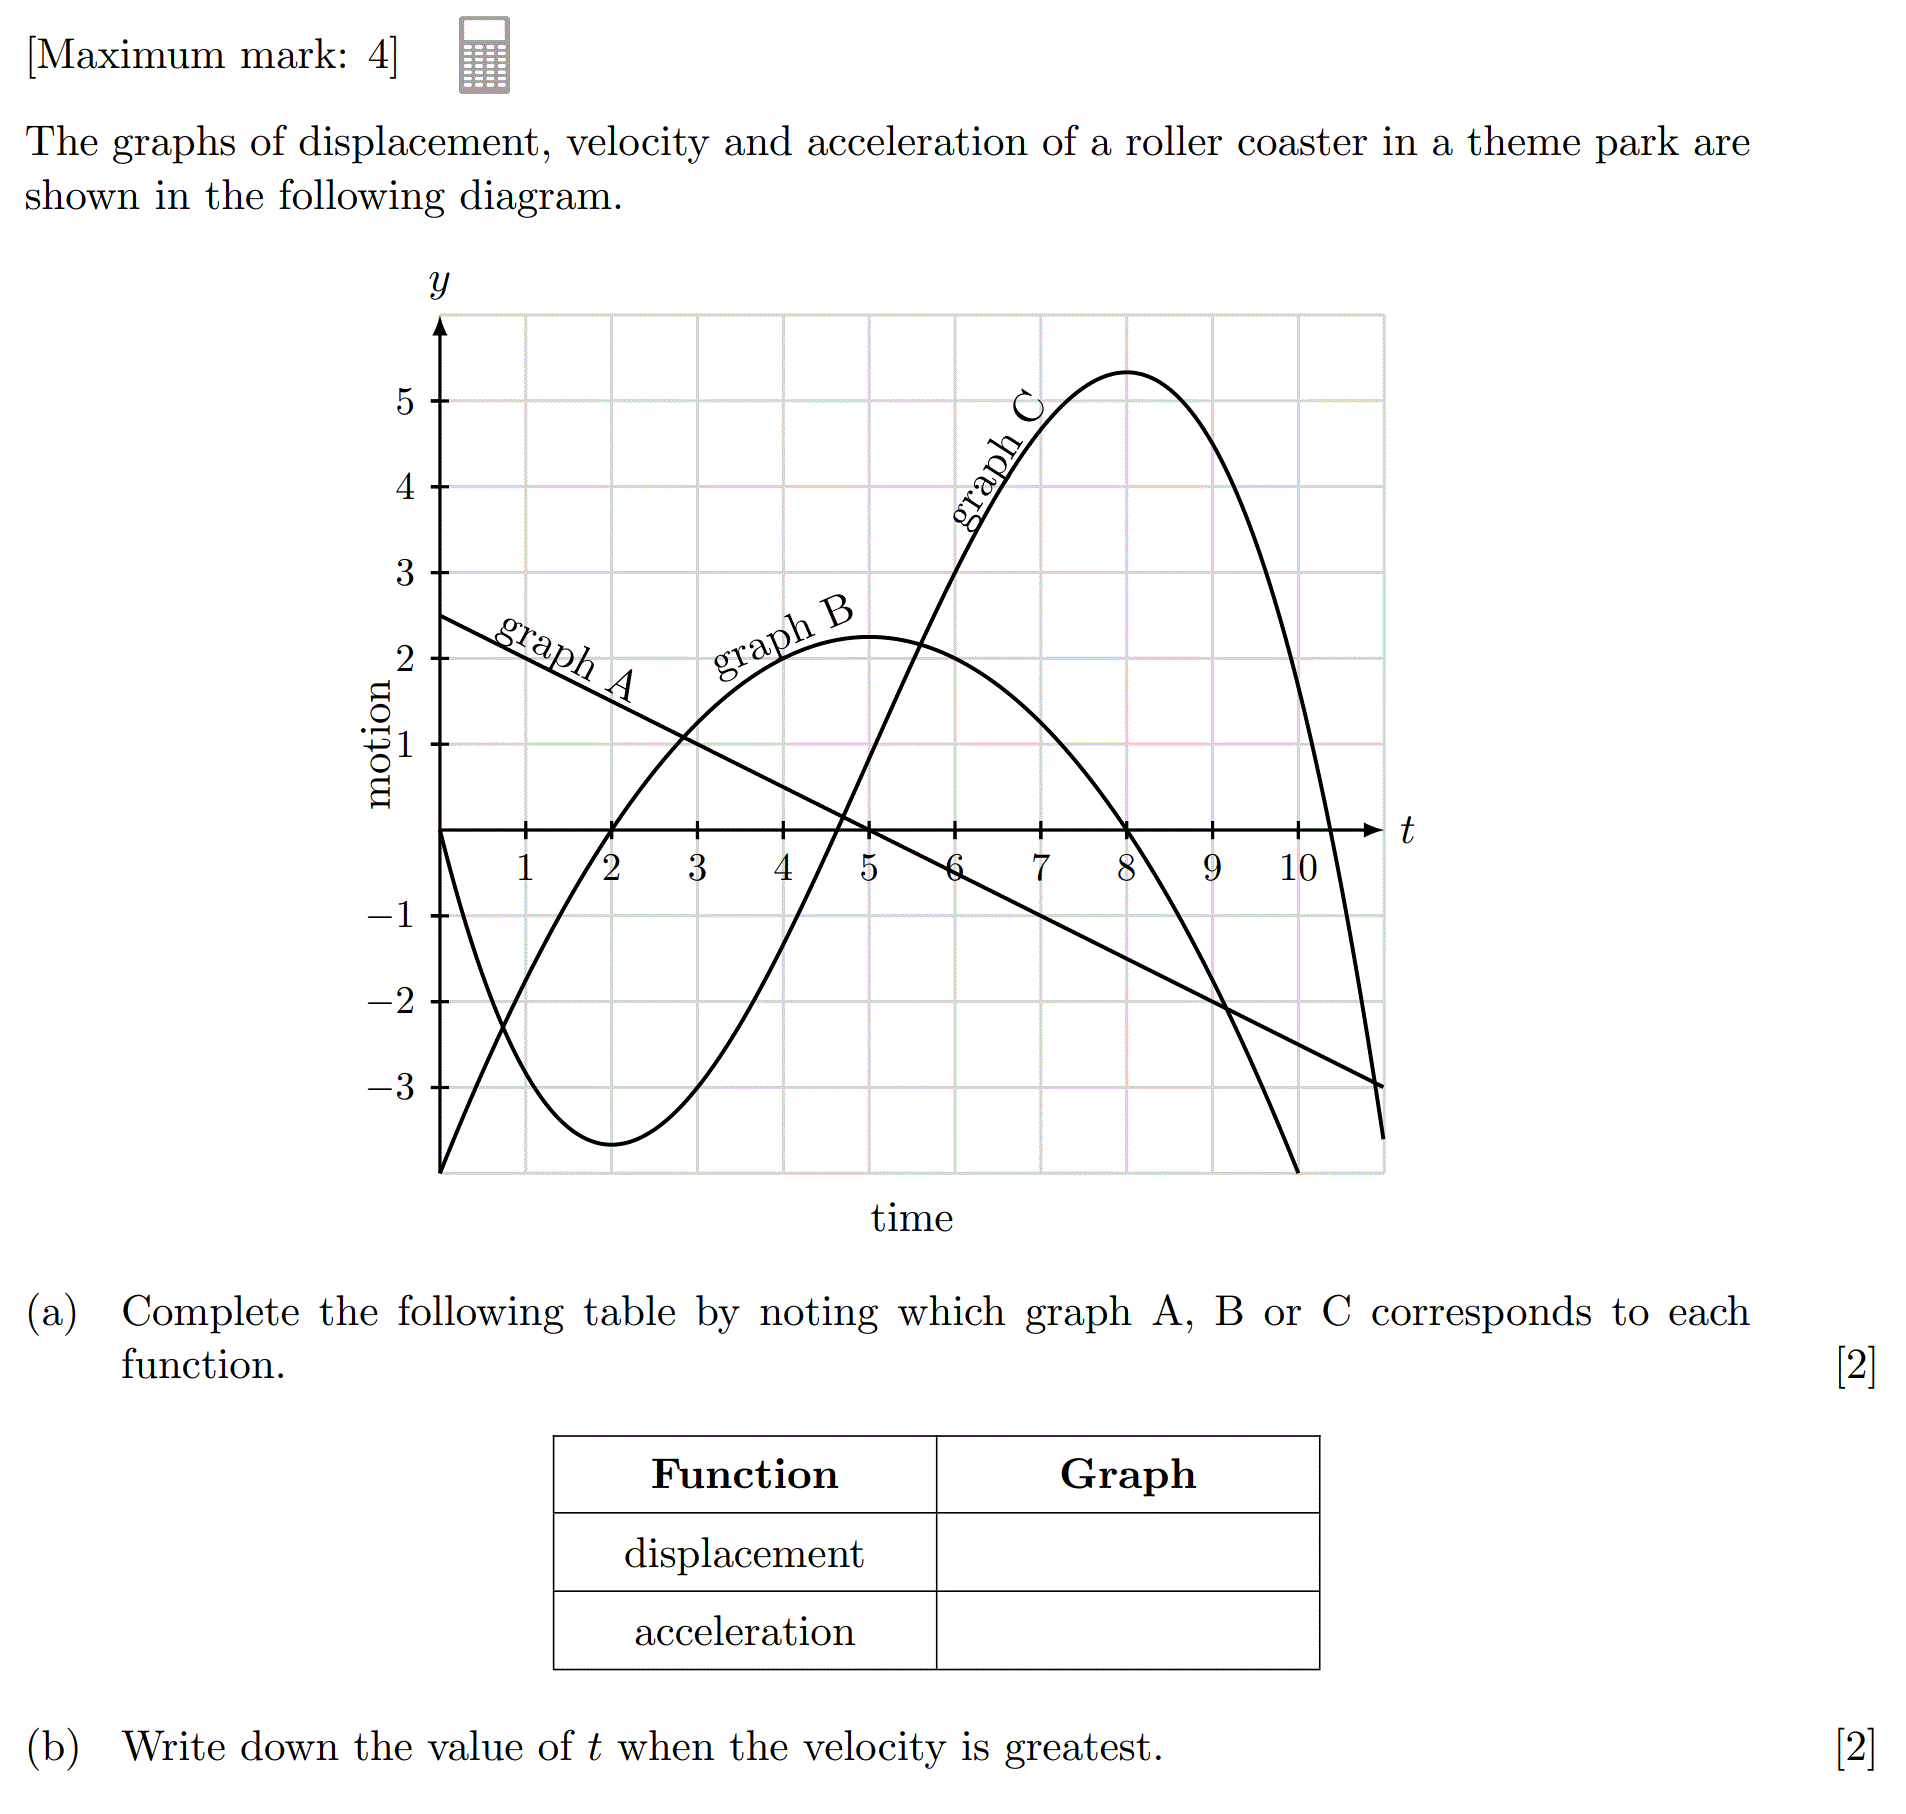 [Maximum mark: 4]
The graphs of displacement, velocity and acceleration of a roller coaster in a theme park are
shown in the following diagram.
y
5
4
3
2
1
−1
−2
−3
motion
graph A
graph B
graph C
1 2 3 4 5 6 7 8 9 10
t
time
(a) Complete the following table by noting which graph A, B or C corresponds to each
function. [2]
Function Graph
displacement
acceleration
(b) Write down the value of t when the velocity is greatest. [2]